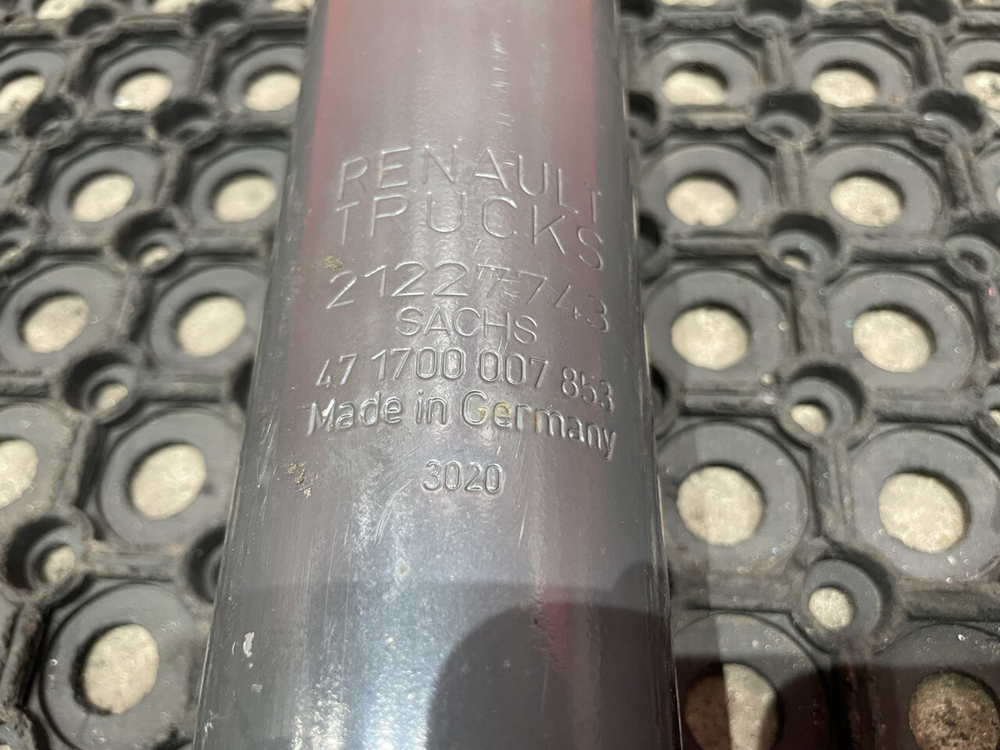 RENAULT
TRUCKS
21227743
SACHS
47 1700 007 853
Made in Germany
3020